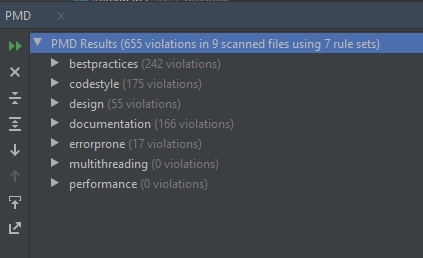 PMD
PMD Results (655 violations in 9 scanned files using 7 rule sets)
bestpractices (242 violations)
codestyle (175 violations)
design (55 violations)
documentation (166 violations)
errorprone (17 violations)
multithreading (0 violations)
performance (0 violations)